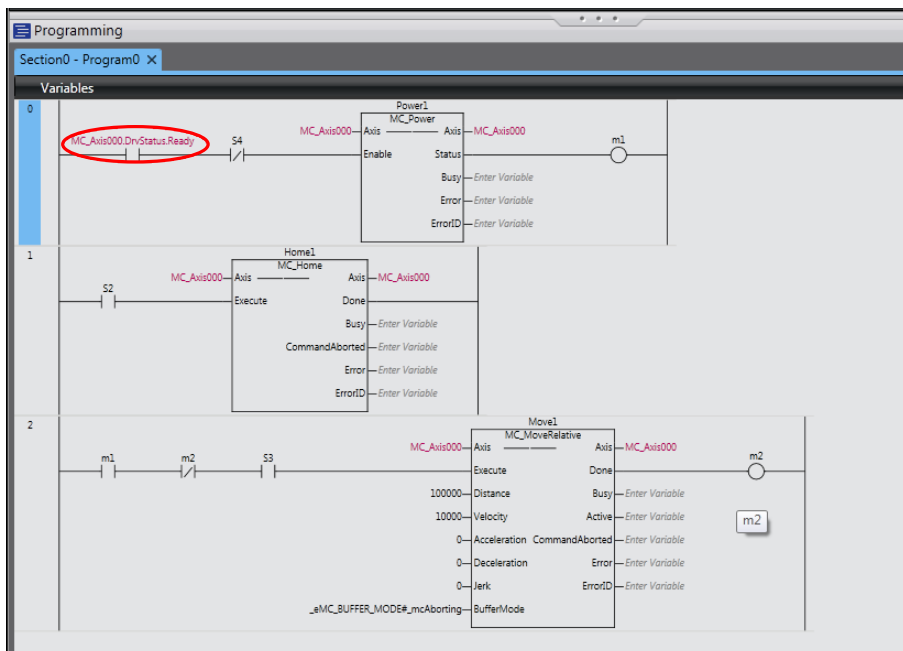 Programming
Section0 - Program0 ×
Variables
0
Power1
MC_Power
MC_Axis000.DrvStatus.Ready S4 MC_Axis000 Axis Axis MC_Axis000 m1
Enable Status
Busy Enter Variable
Error Enter Variable
ErrorID Enter Variable
1
Home1
MC_Home
S2 MC_Axis000 Axis Axis MC_Axis000
Execute Done
Busy Enter Variable
CommandAborted Enter Variable
Error Enter Variable
ErrorID Enter Variable
2
Move1
MC_MoveRelative
m1 m2 S3 MC_Axis000 Axis Axis MC_Axis000 m2
Execute Done
100000 Distance Busy Enter Variable
10000 Velocity Active Enter Variable
m2
0 Acceleration CommandAborted Enter Variable
0 Deceleration Error Enter Variable
0 Jerk ErrorID Enter Variable
_eMC_BUFFER_MODE#_mcAborting BufferMode